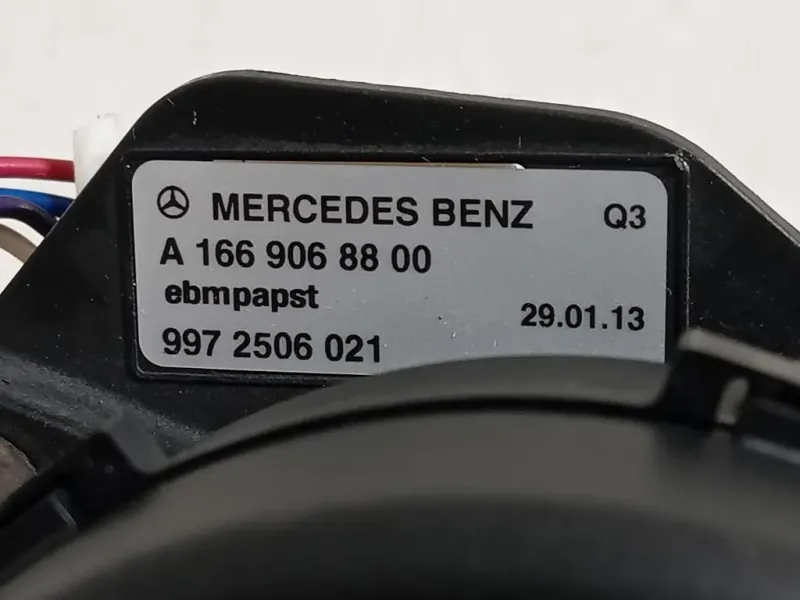 MERCEDES BENZ Q3
A 166 906 88 00
ebmpapst
29.01.13
997 2506 021